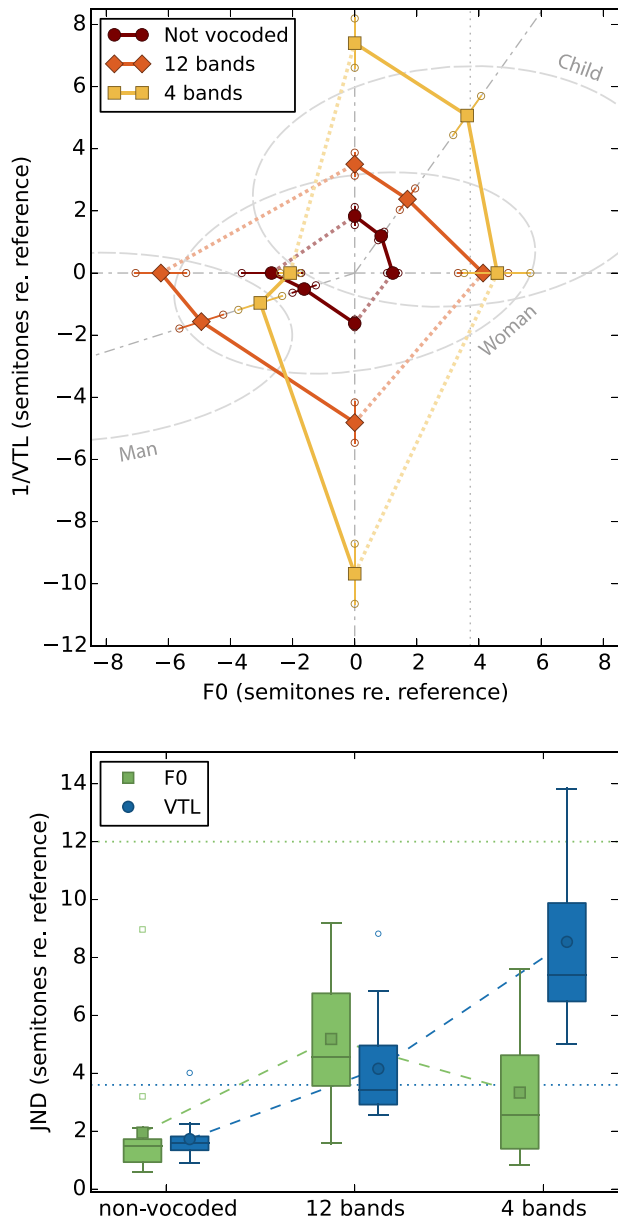 8
6
4
2
0
−2
−4
−6
−8
−10
−12
1/VTL (semitones re. reference)
Not vocoded
12 bands
4 bands
Child
Woman
Man
−8 −6 −4 −2 0 2 4 6 8
F0 (semitones re. reference)
14
12
10
8
6
4
2
0
JND (semitones re. reference)
F0
VTL
non-vocoded 12 bands 4 bands